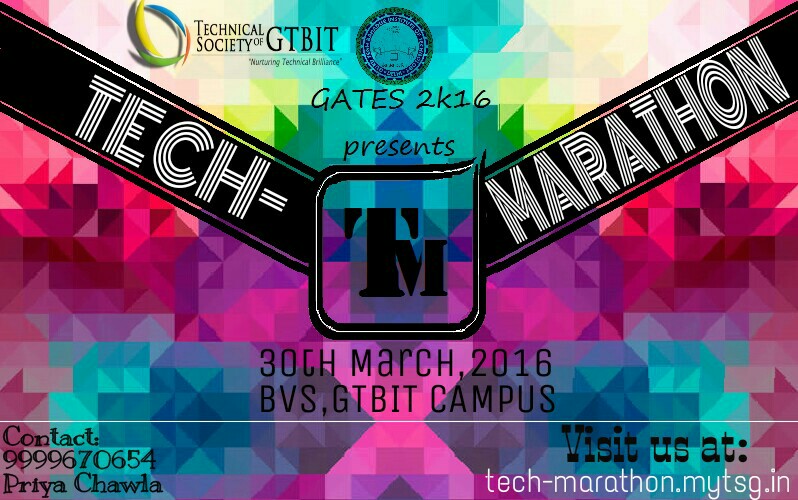 TECHNICAL
SOCIETY OF GTBIT
"Nurturing Technical Brilliance"
GATES 2k16
presents
TECH-
MARATHON
TM
30th March,2016
BVS,GTBIT CAMPUS
Contact:
9999670654
Priya Chawla
Visit us at:
tech-marathon.mytsg.in